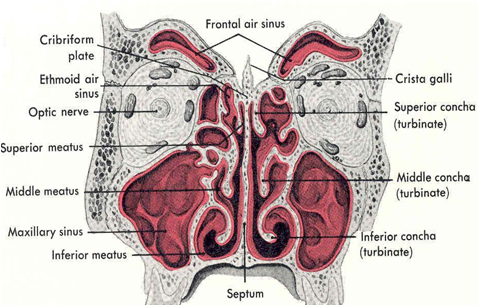 Frontal air sinus
Cribriform
plate
Ethmoid air
sinus
Optic nerve
Superior meatus
Middle meatus
Maxillary sinus
Inferior meatus
Crista galli
Superior concha
(turbinate)
Middle concha
(turbinate)
Inferior concha
(turbinate)
Septum